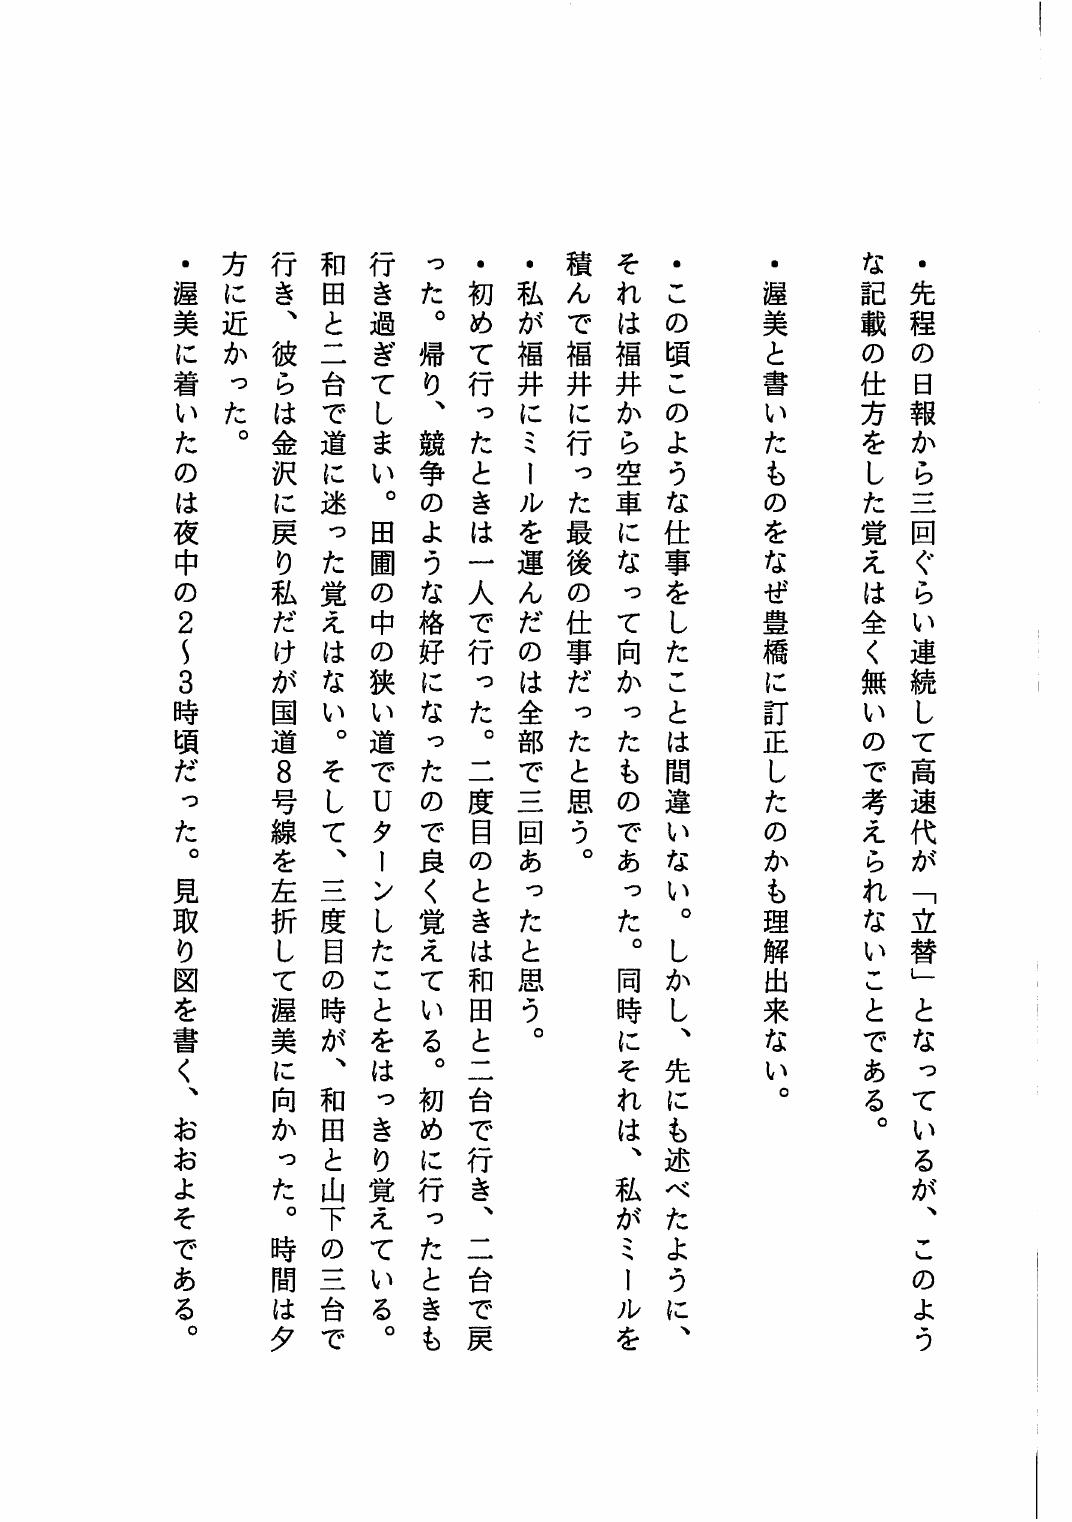 ・先程の日報から三回ぐらい連続して高速代が「立替」となっているが、このよう
な記載の仕方をした覚えは全く無いので考えられないことである。
・渥美と書いたものをなぜ豊橋に訂正したのかも理解出来ない。
・この頃このような仕事をしたことは間違いない。しかし、先にも述べたように、
それは福井から空車になって向かったものであった。同時にそれは、私がミールを
積んで福井に行った最後の仕事だったと思う。
・私が福井にミールを運んだのは全部で三回あったと思う。
・初めて行ったときは一人で行った。二度目のときは和田と二台で行き、二台で戻
った。帰り、競争のような格好になったので良く覚えている。初めに行ったときも
行き過ぎてしまい。田圃の中の狭い道でUターンしたことをはっきり覚えている。
和田と二台で道に迷った覚えはない。そして、三度目の時が、和田と山下の三台で
行き、彼らは金沢に戻り私だけが国道8号線を左折して渥美に向かった。時間は夕
方に近かった。
・渥美に着いたのは夜中の2～3時頃だった。見取り図を書く、おおよそである。